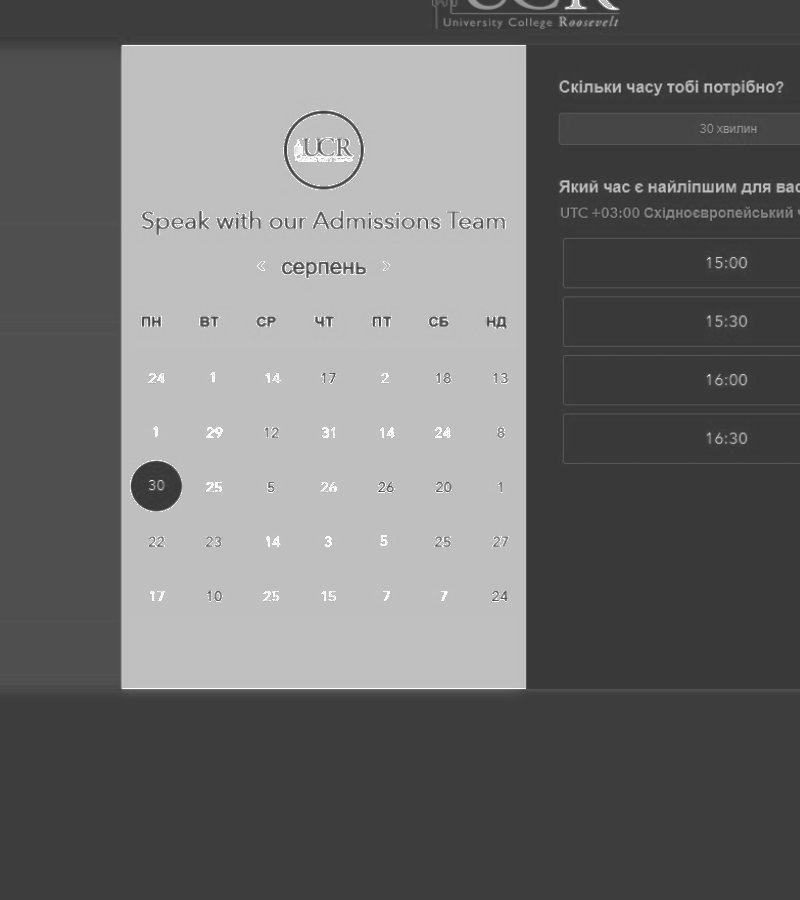 UCR
University College Roosevelt
UCR
Speak with our Admissions Team
« серпень >
ПН ВТ СР ЧТ ПТ СБ НД
24 1 14 17 2 18 13
1 29 12 31 14 24 8
30 25 5 26 26 20 1
22 23 14 3 5 25 27
17 10 25 15 7 7 24
Скільки часу тобі потрібно?
30 хвилин
Який час є найліпшим для вас
UTC +03:00 Східноєвропейський
15:00
15:30
16:00
16:30